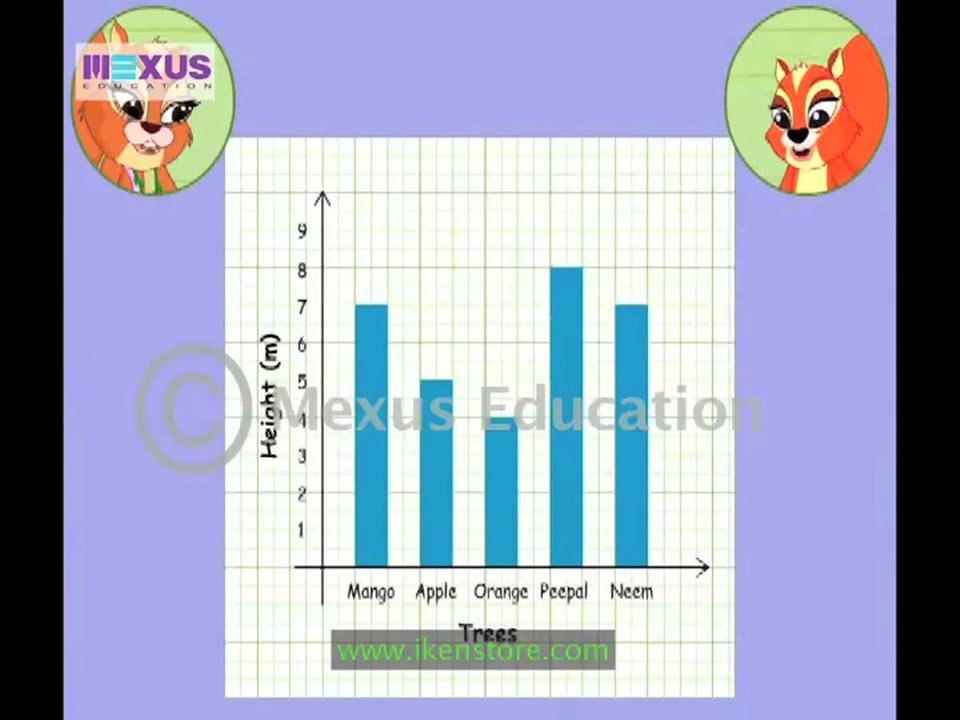 MEXUS
EDUCATION
9
8
7
6
5
4
3
2
1
Height (m)
© Mexus Education
Mango Apple Orange Peepal Neem
Trees
www.ikenstore.com